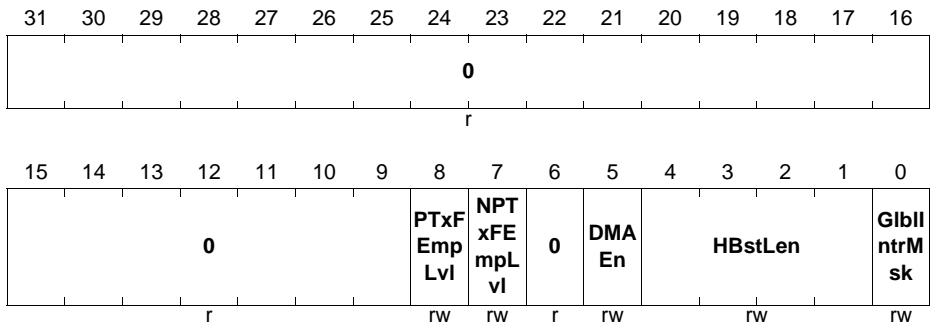 31 30 29 28 27 26 25 24 23 22 21 20 19 18 17 16
0
r
15 14 13 12 11 10 9 8 7 6 5 4 3 2 1 0
0
PTxF
Emp
Lvl
NPT
xFE
mpL
vl
0
DMA
En
HBstLen
GlblI
ntrM
sk
r rw rw r rw rw rw